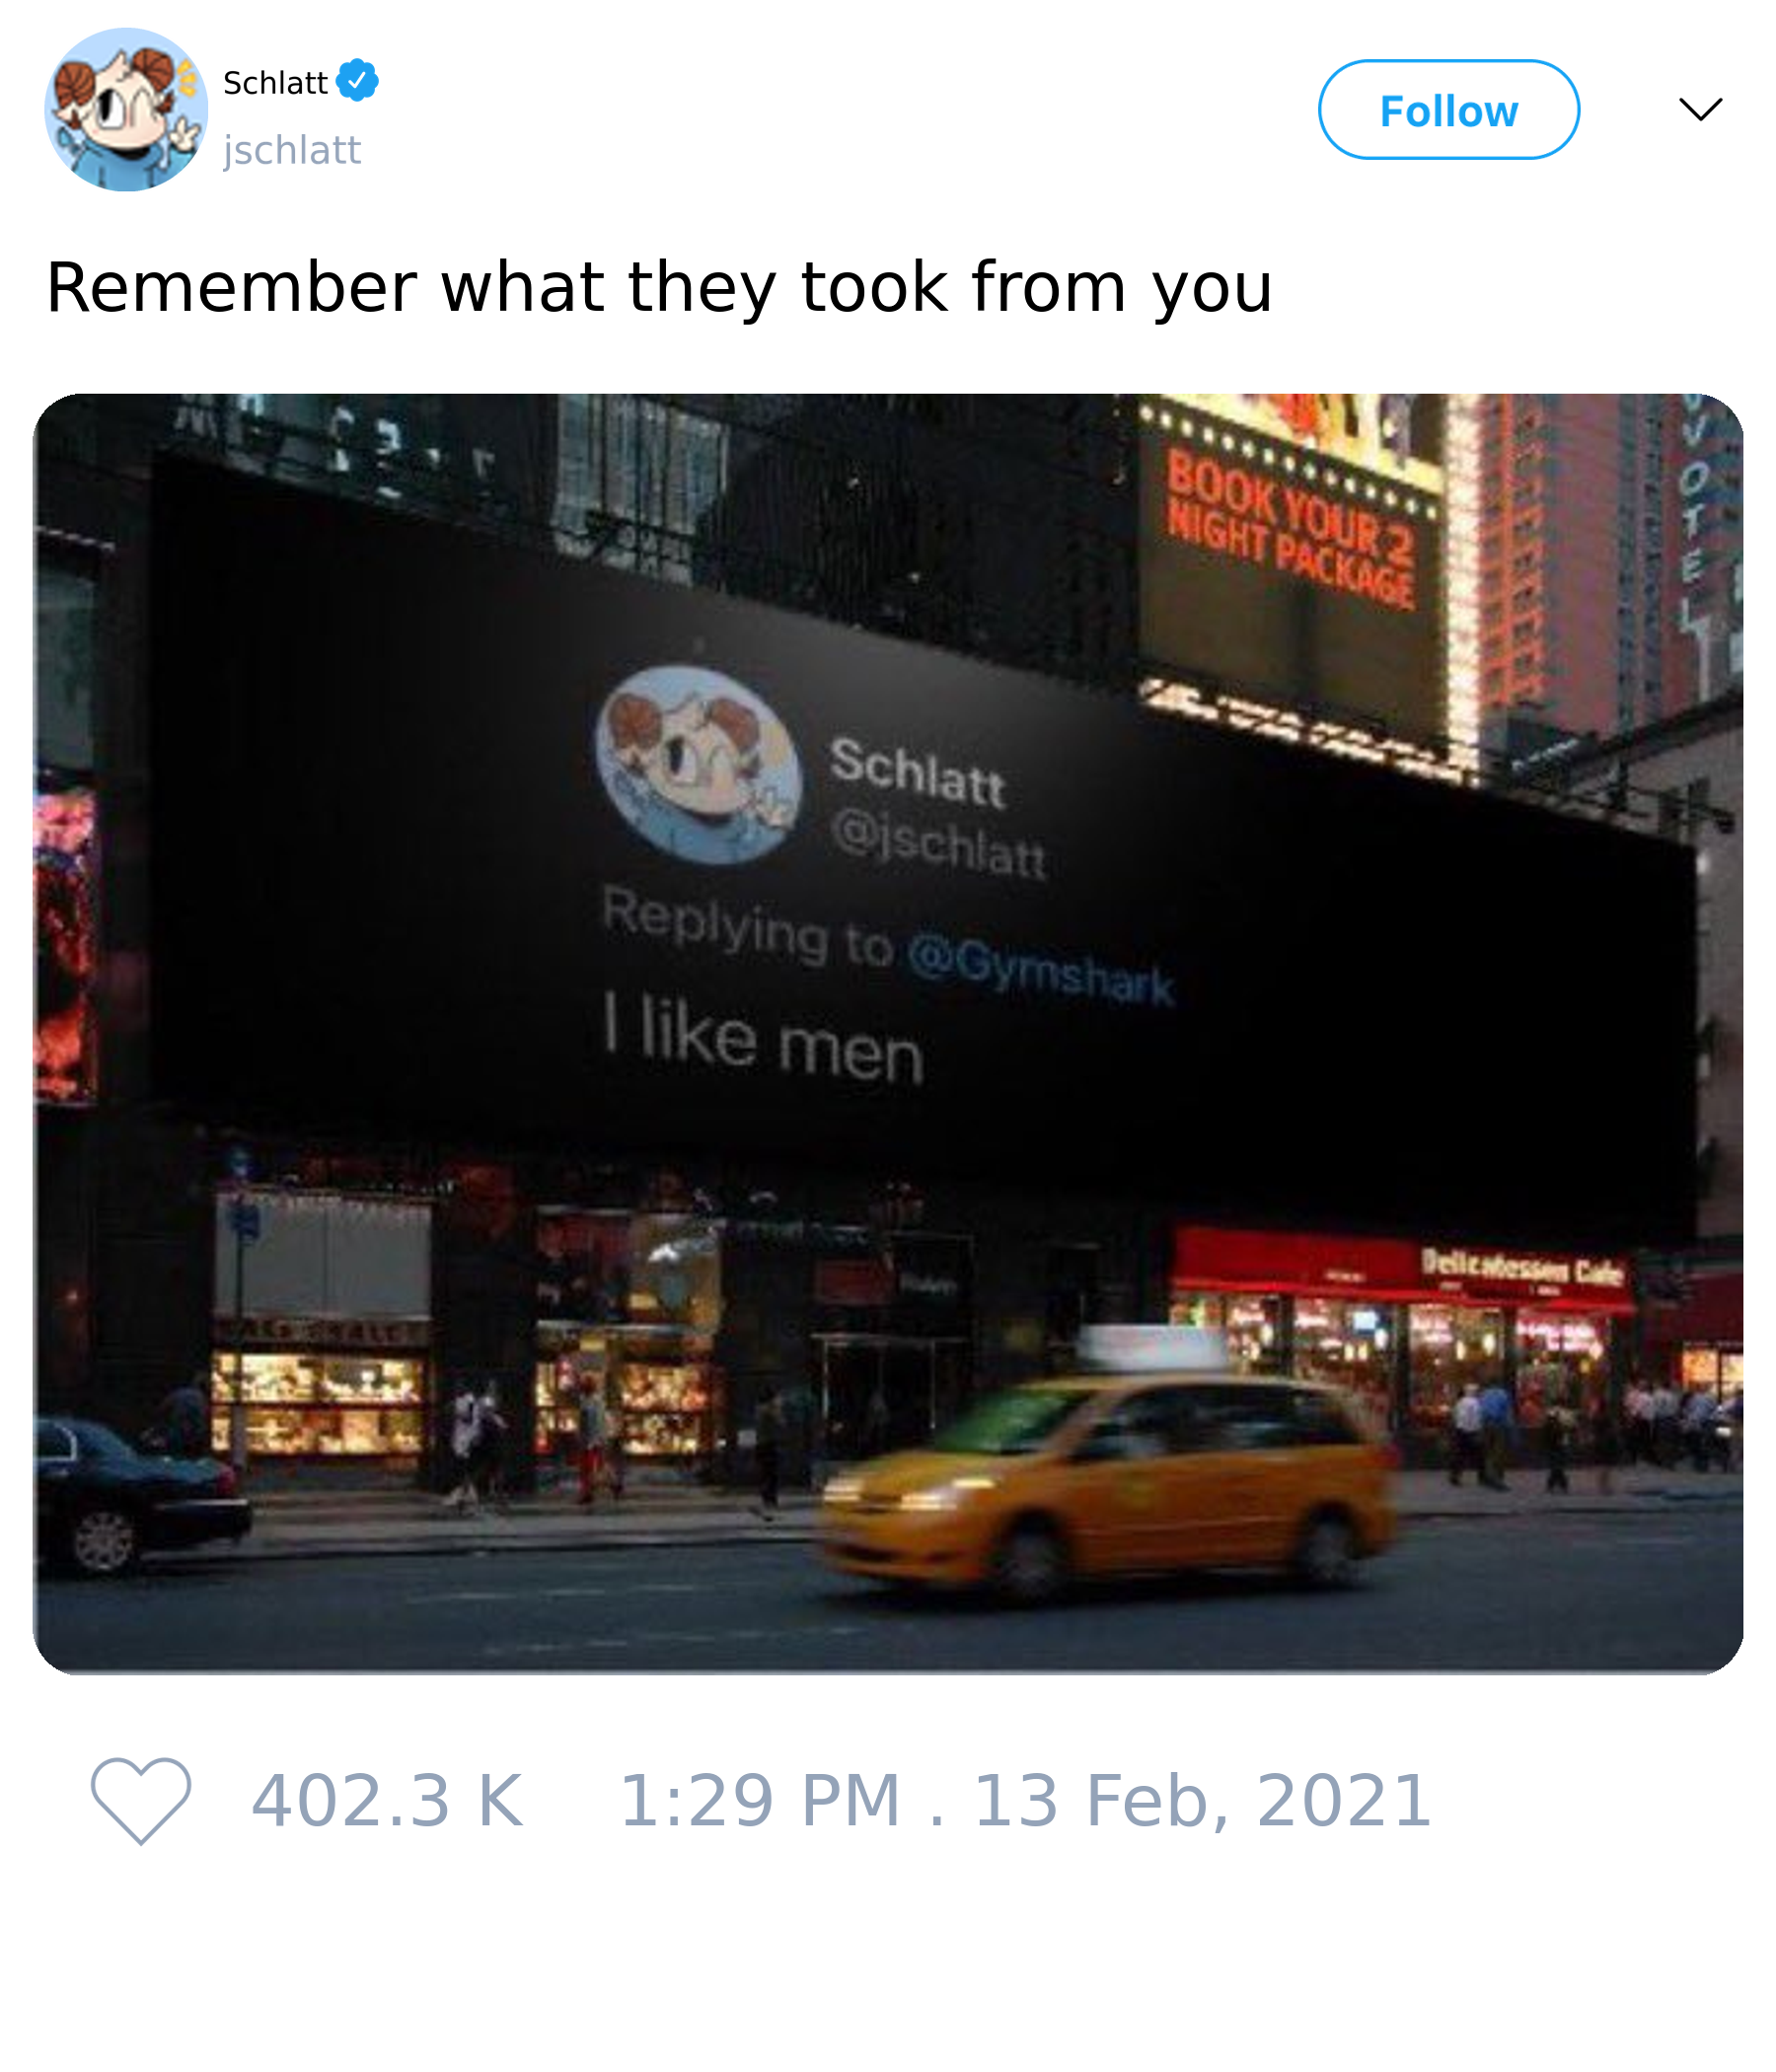 Schlatt
jschlatt
Follow
Remember what they took from you
BOOK YOUR 2
NIGHT PACKAGE
Schlatt
@jschlatt
Replying to @Gymshark
I like men
Delicatessen Cafe
402.3 K 1:29 PM . 13 Feb, 2021